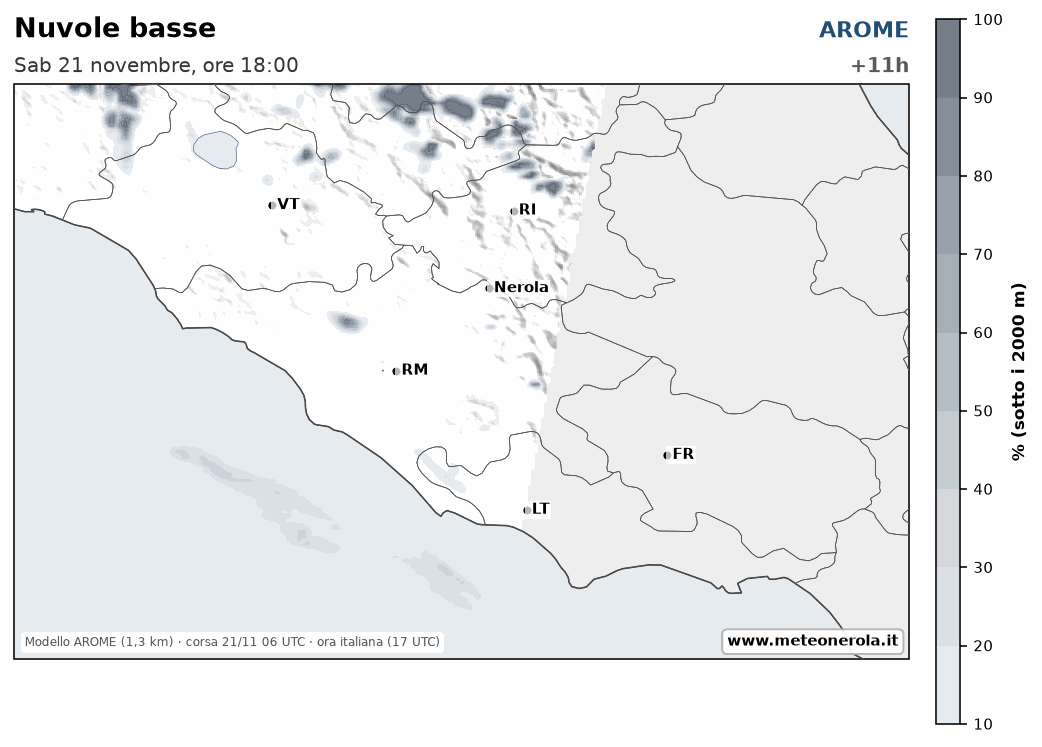 Nuvole basse
AROME
Sab 21 novembre, ore 18:00
+11h
VT
RI
Nerola
RM
FR
LT
Modello AROME (1,3 km) · corsa 21/11 06 UTC · ora italiana (17 UTC)
www.meteonerola.it
100
90
80
70
60
50
40
30
20
10
% (sotto i 2000 m)